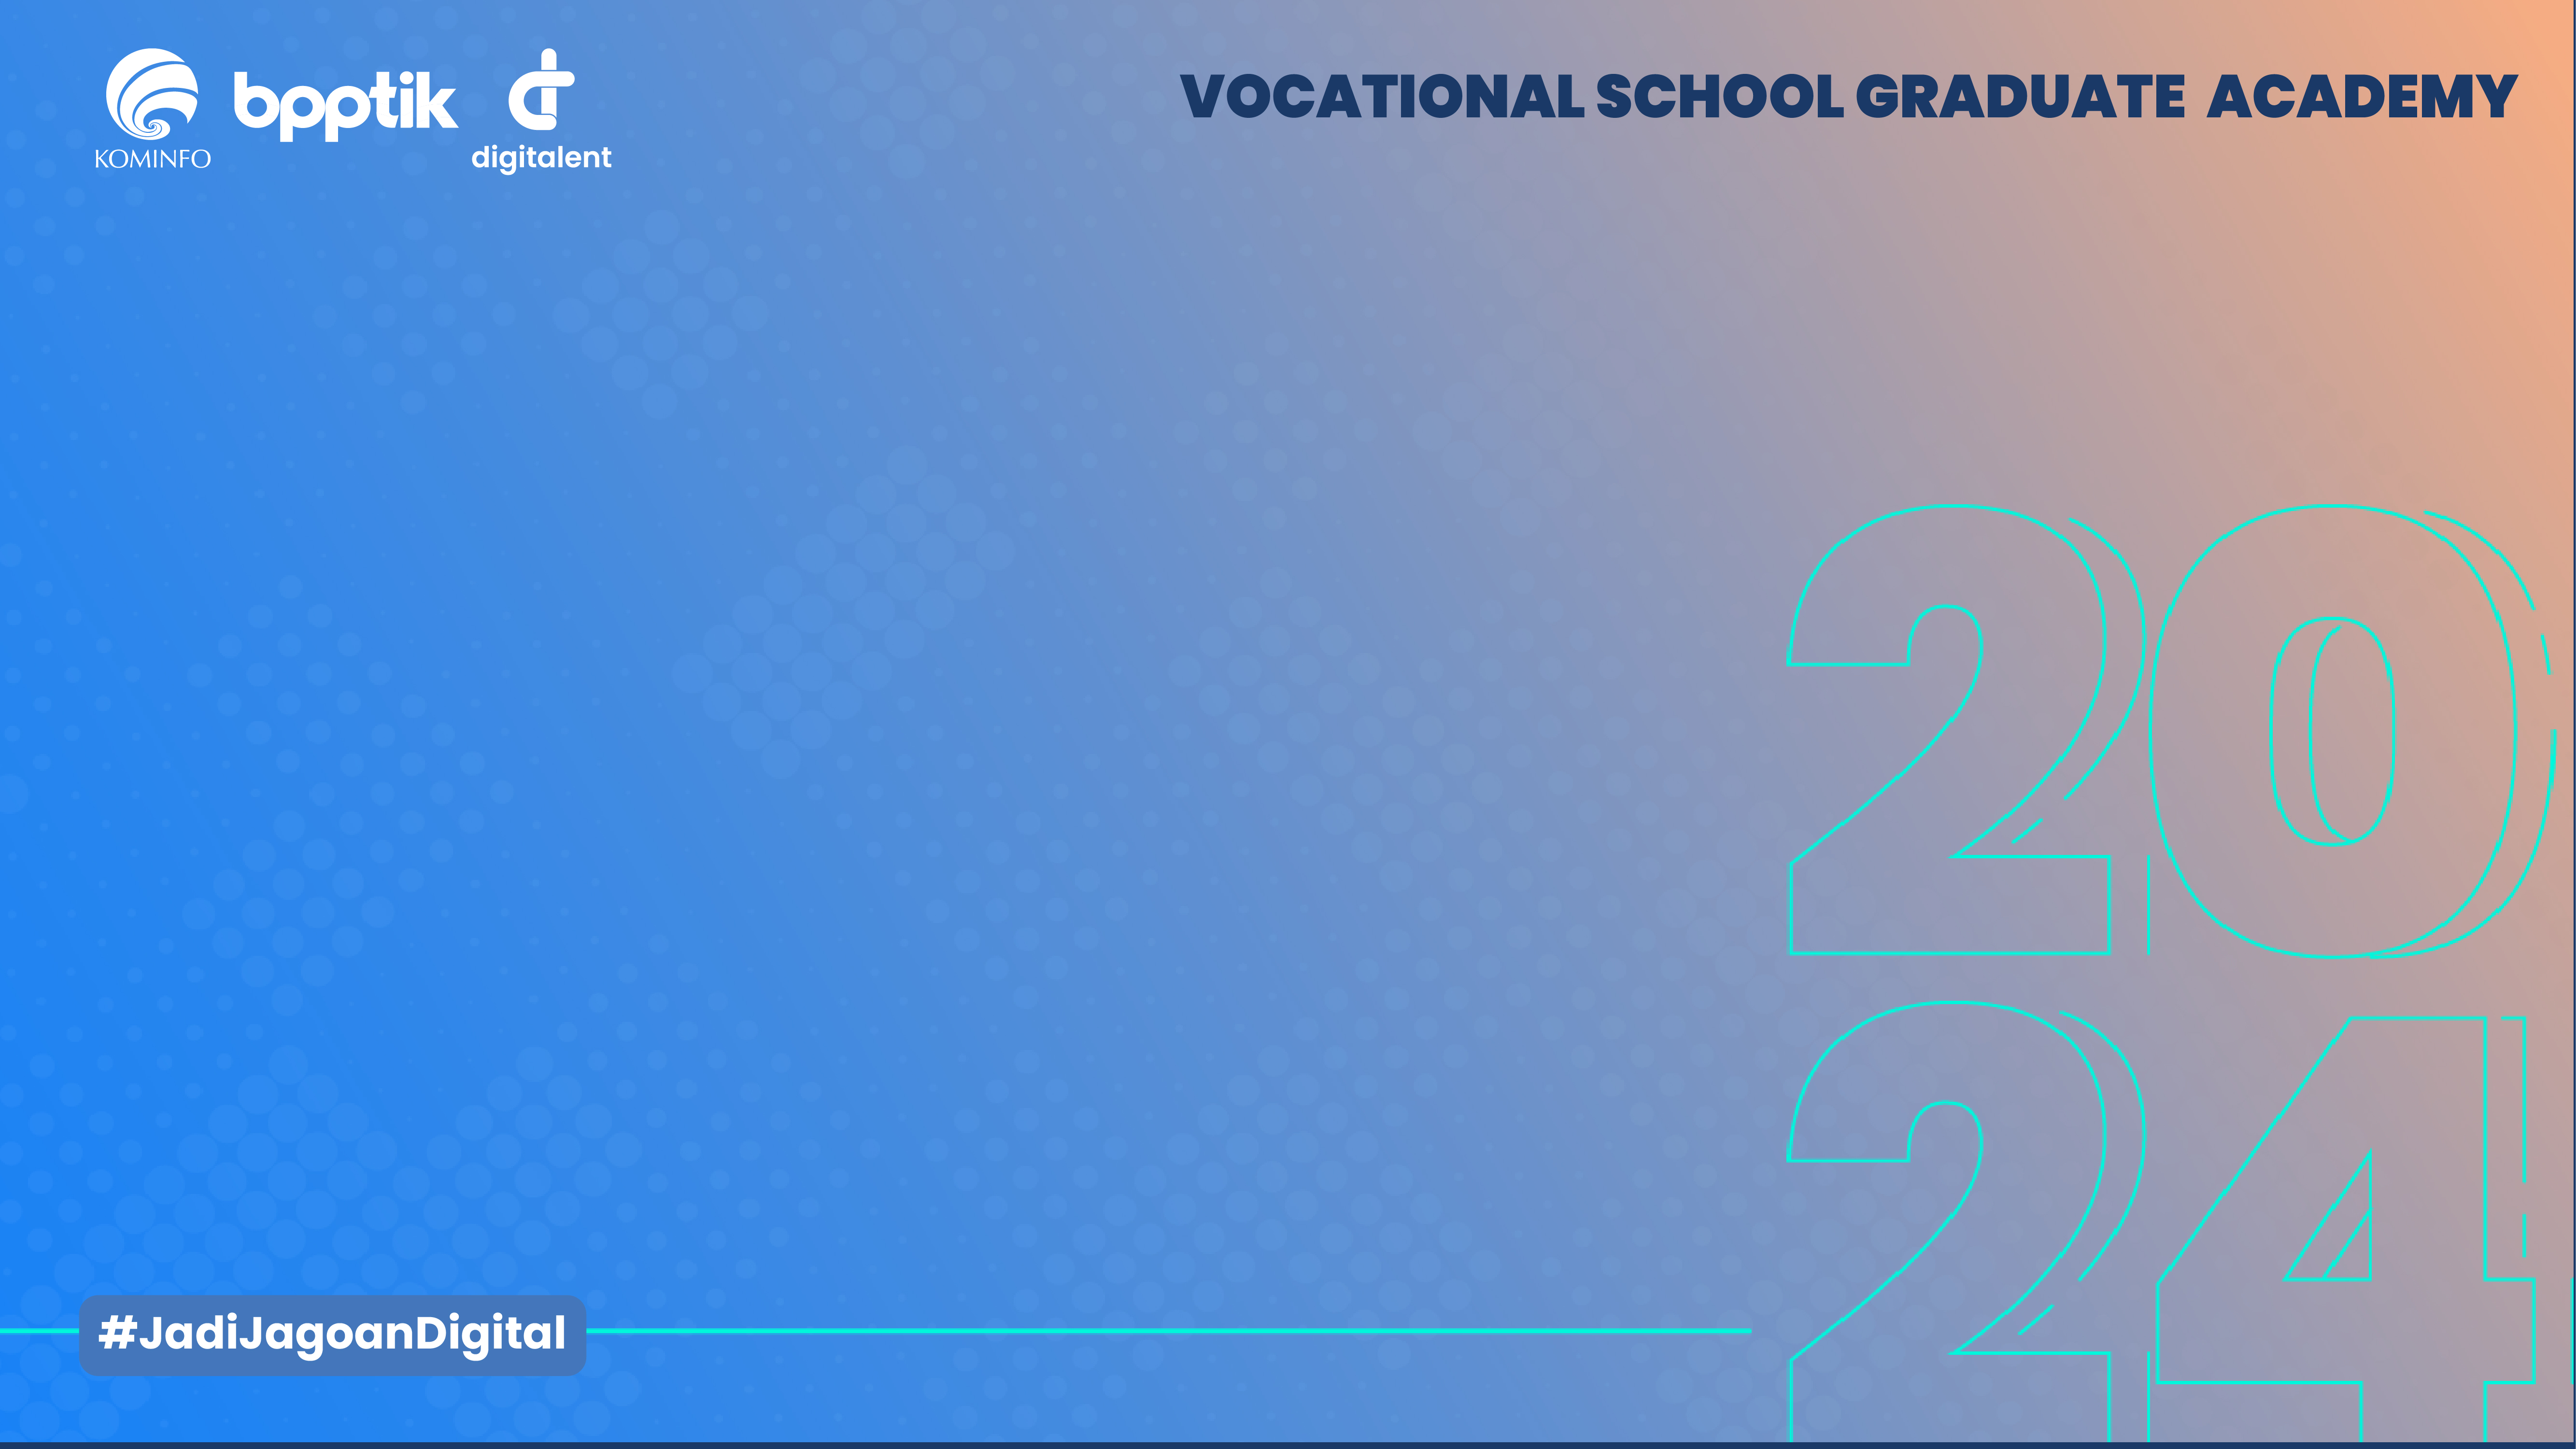 KOMINFO
bpptik
digitalent
VOCATIONAL SCHOOL GRADUATE ACADEMY
20
24
#JadiJagoanDigital